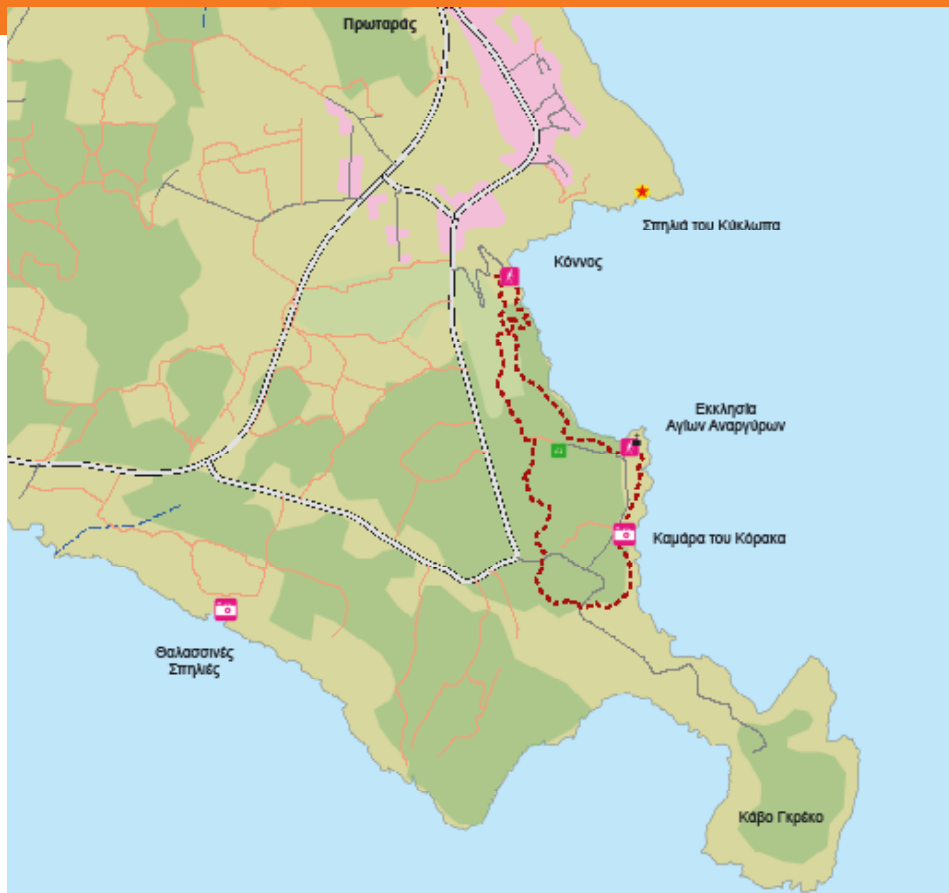 Πρωταράς
Σπηλιά του Κύκλωπα
Κόννος
Εκκλησία
Αγίων Αναργύρων
Καμάρα του Κόρακα
Θαλασσινές
Σπηλιές
Κάβο Γκρέκο